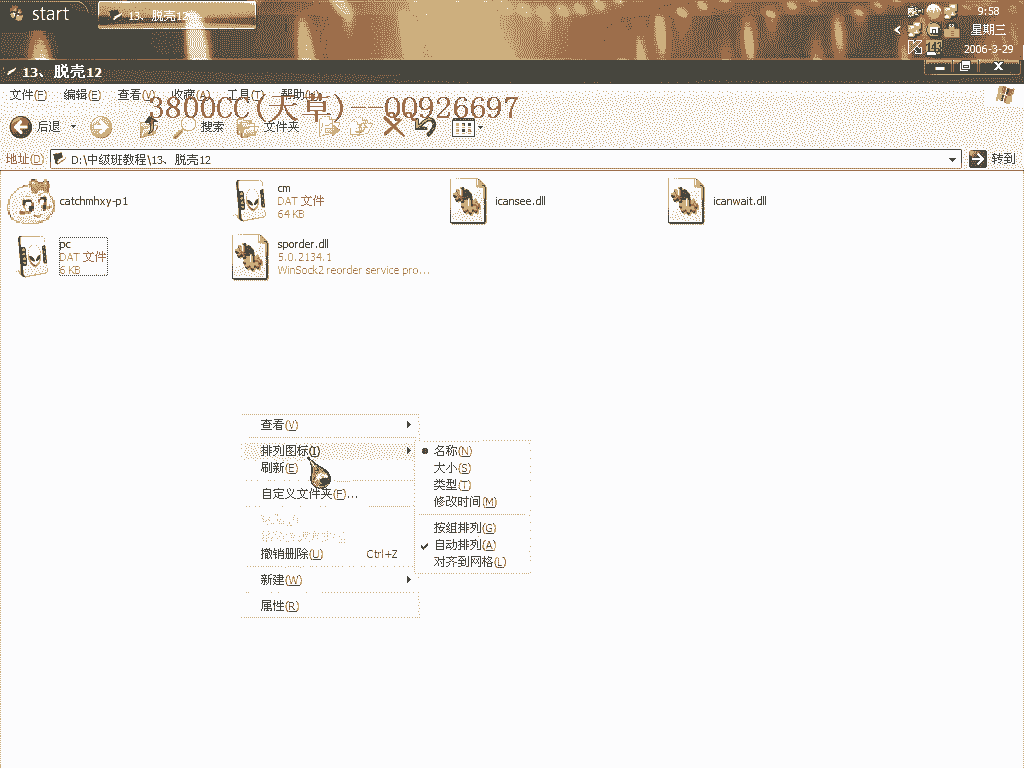 start
13、脱壳12
9:58
星期三
2006-3-29
13、脱壳12
文件(F) 编辑(E) 查看(V) 收藏(A) 工具(T) 帮助(H)
3800CC(天草)--QQ926697
后退 搜索 文件夹
地址(D) D:\中级班教程\13、脱壳12 转到
catchmhxy-p1
cm
DAT 文件
64 KB
icansee.dll
icanwait.dll
pc
DAT 文件
6 KB
sporder.dll
5.0.2134.1
WinSock2 reorder service pro...
查看(V)
排列图标(I)
刷新(E)
自定义文件夹(F)...
撤销删除(U) Ctrl+Z
新建(W)
属性(R)
名称(N)
大小(S)
类型(T)
修改时间(M)
按组排列(G)
自动排列(A)
对齐到网格(L)